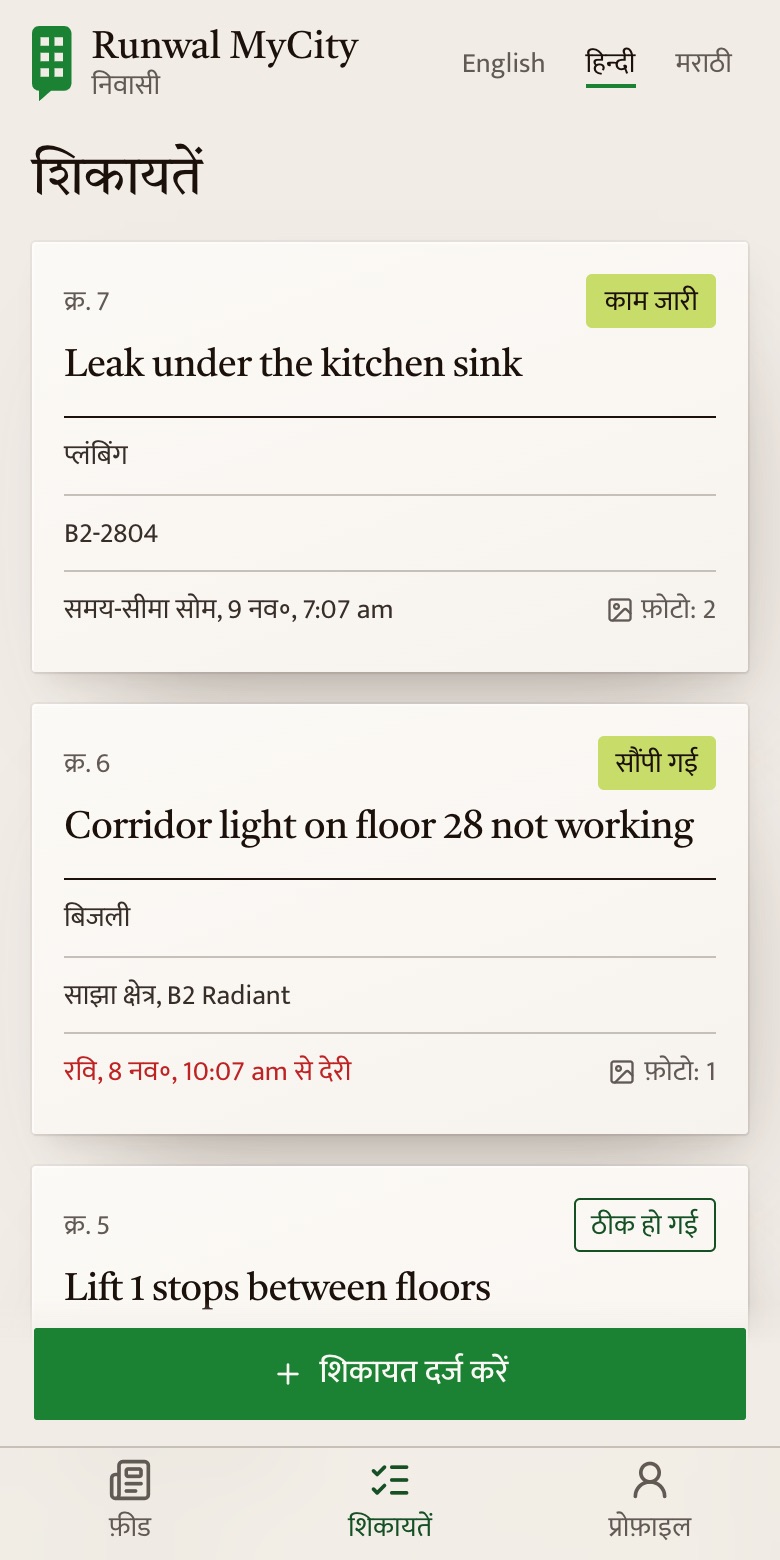 Runwal MyCity
निवासी
English हिन्दी मराठी
शिकायतें
क्र. 7
काम जारी
Leak under the kitchen sink
प्लंबिंग
B2-2804
समय-सीमा सोम, 9 नव॰, 7:07 am
फ़ोटो: 2
क्र. 6
सौंपी गई
Corridor light on floor 28 not working
बिजली
साझा क्षेत्र, B2 Radiant
रवि, 8 नव॰, 10:07 am से देरी
फ़ोटो: 1
क्र. 5
ठीक हो गई
Lift 1 stops between floors
+ शिकायत दर्ज करें
फ़ीड
शिकायतें
प्रोफ़ाइल